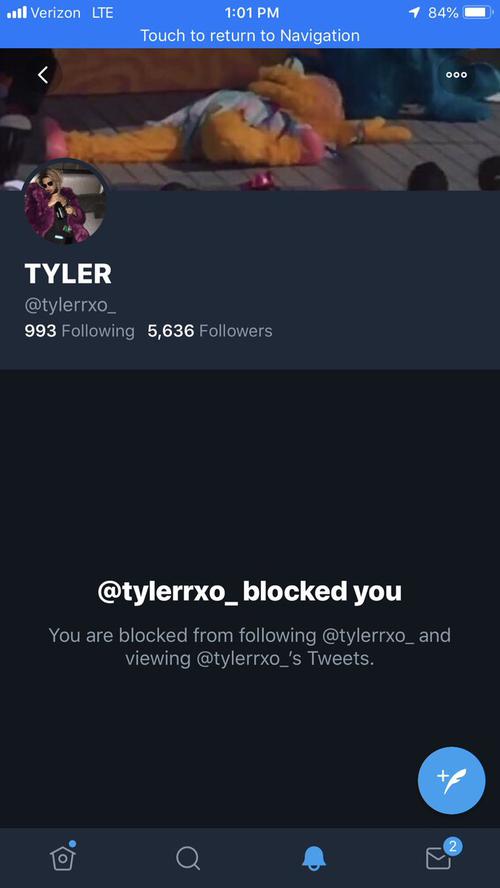 Verizon LTE 1:01 PM 84%
Touch to return to Navigation
TYLER
@tylerrxo_
993 Following 5,636 Followers
@tylerrxo_ blocked you
You are blocked from following @tylerrxo_ and
viewing @tylerrxo_’s Tweets.
2